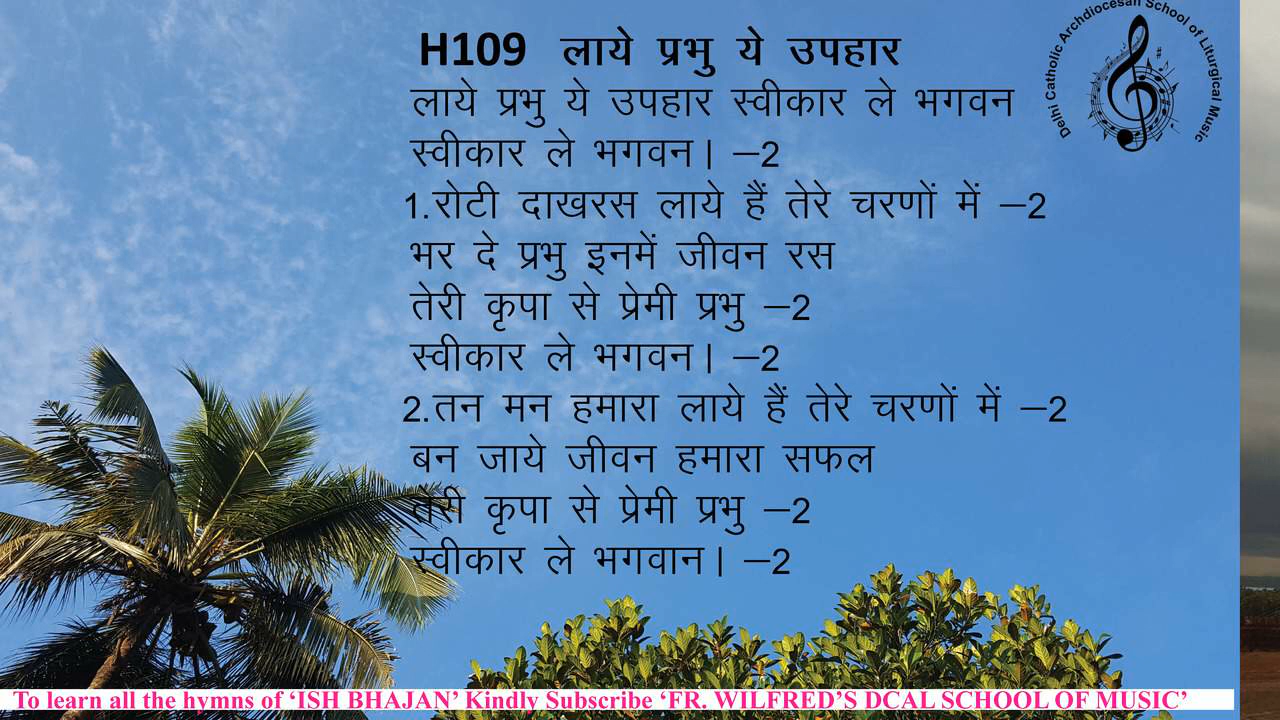 H109 लाये प्रभु ये उपहार
लाये प्रभु ये उपहार स्वीकार ले भगवन
स्वीकार ले भगवन। –2
1.रोटी दाखरस लाये हैं तेरे चरणों में –2
भर दे प्रभु इनमें जीवन रस
तेरी कृपा से प्रेमी प्रभु –2
स्वीकार ले भगवन। –2
2.तन मन हमारा लाये हैं तेरे चरणों में –2
बन जाये जीवन हमारा सफल
तेरी कृपा से प्रेमी प्रभु –2
स्वीकार ले भगवान। –2
Delhi Catholic Archdiocesan School of Liturgical Music
To learn all the hymns of ‘ISH BHAJAN’ Kindly Subscribe ‘FR. WILFRED’S DCAL SCHOOL OF MUSIC’